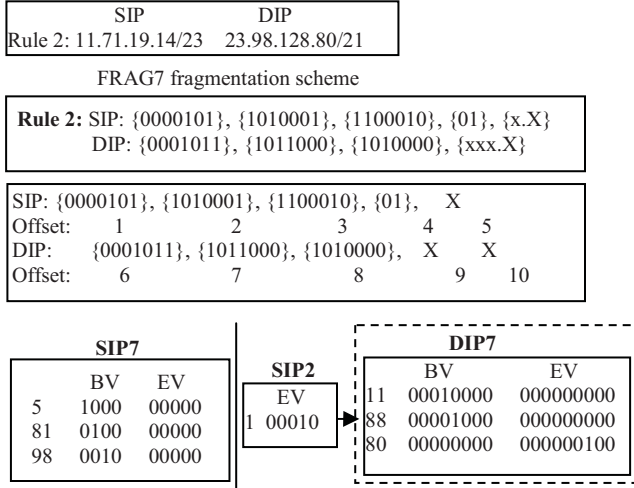 SIP DIP
Rule 2: 11.71.19.14/23 23.98.128.80/21
FRAG7 fragmentation scheme
Rule 2: SIP: {0000101}, {1010001}, {1100010}, {01}, {x.X}
DIP: {0001011}, {1011000}, {1010000}, {xxx.X}
SIP: {0000101}, {1010001}, {1100010}, {01}, X
Offset: 1 2 3 4 5
DIP: {0001011}, {1011000}, {1010000}, X X
Offset: 6 7 8 9 10
SIP7
BV EV
5 1000 00000
81 0100 00000
98 0010 00000
SIP2
EV
1 00010
DIP7
BV EV
11 00010000 000000000
88 00001000 000000000
80 00000000 000000100